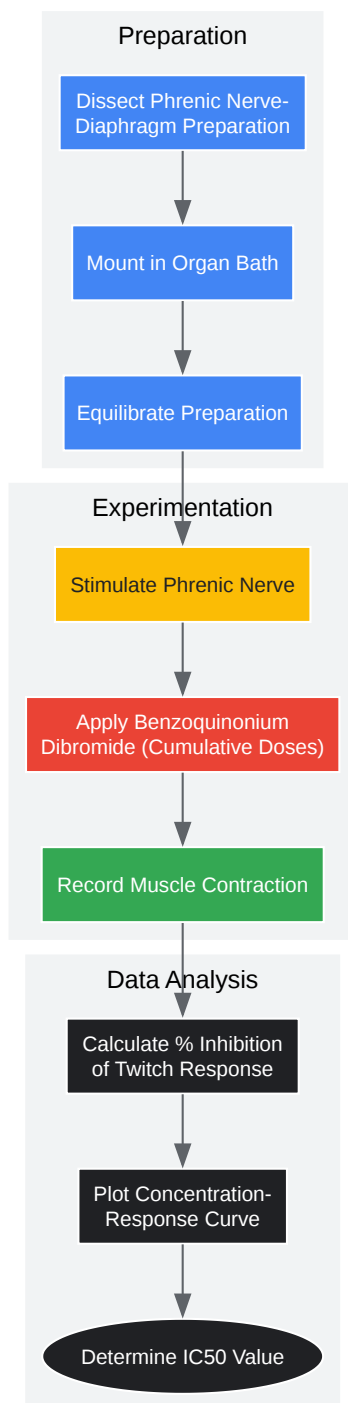 Preparation
Dissect Phrenic Nerve-
Diaphragm Preparation
Mount in Organ Bath
Equilibrate Preparation
Experimentation
Stimulate Phrenic Nerve
Apply Benzoquinonium
Dibromide (Cumulative Doses)
Record Muscle Contraction
Data Analysis
Calculate % Inhibition
of Twitch Response
Plot Concentration-
Response Curve
Determine IC50 Value